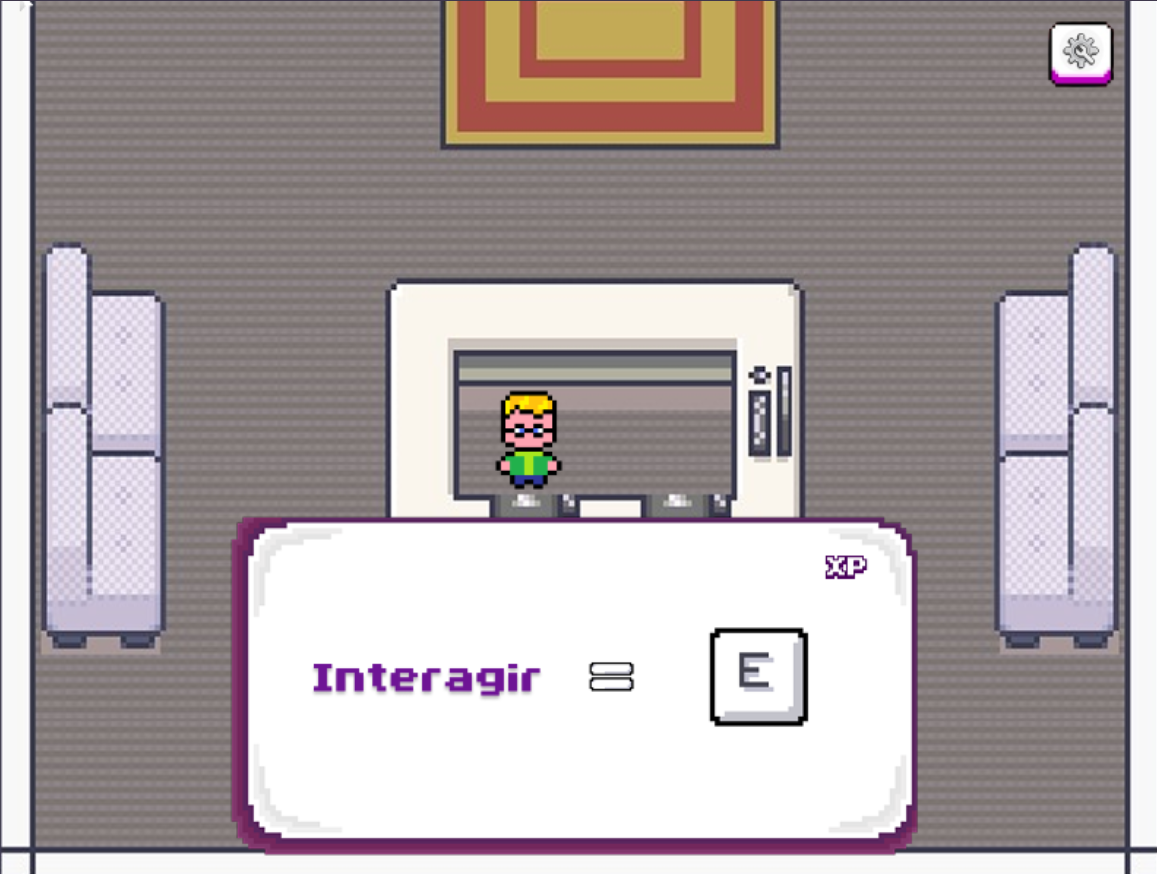 XP
Interagir = E